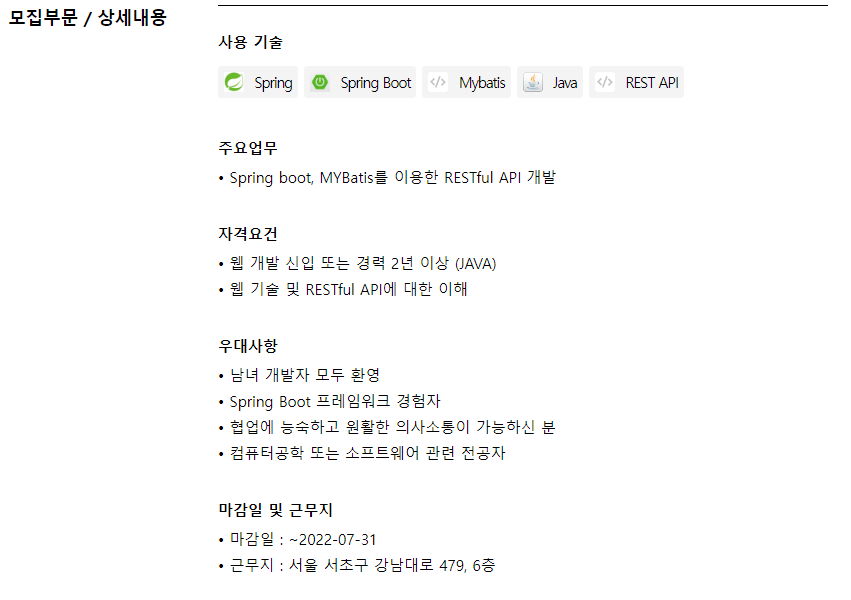 모집부문 / 상세내용
사용 기술
Spring Spring Boot Mybatis Java REST API
주요업무
• Spring boot, MYBatis를 이용한 RESTful API 개발
자격요건
• 웹 개발 신입 또는 경력 2년 이상 (JAVA)
• 웹 기술 및 RESTful API에 대한 이해
우대사항
• 남녀 개발자 모두 환영
• Spring Boot 프레임워크 경험자
• 협업에 능숙하고 원활한 의사소통이 가능하신 분
• 컴퓨터공학 또는 소프트웨어 관련 전공자
마감일 및 근무지
• 마감일 : ~2022-07-31
• 근무지 : 서울 서초구 강남대로 479, 6층